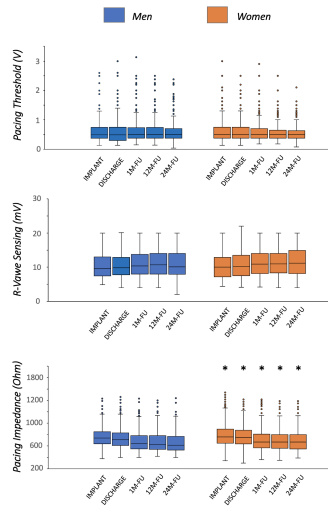 Men Women
Pacing Threshold (V)
3
2
1
0.5
0
IMPLANT DISCHARGE 1M-FU 12M-FU 24M-FU IMPLANT DISCHARGE 1M-FU 12M-FU 24M-FU
R-Vawe Sensing (mV)
30
20
10
0
IMPLANT DISCHARGE 1M-FU 12M-FU 24M-FU IMPLANT DISCHARGE 1M-FU 12M-FU 24M-FU
Pacing Impedance (Ohm)
* * * * *
1800
1400
1000
600
200
IMPLANT DISCHARGE 1M-FU 12M-FU 24M-FU IMPLANT DISCHARGE 1M-FU 12M-FU 24M-FU